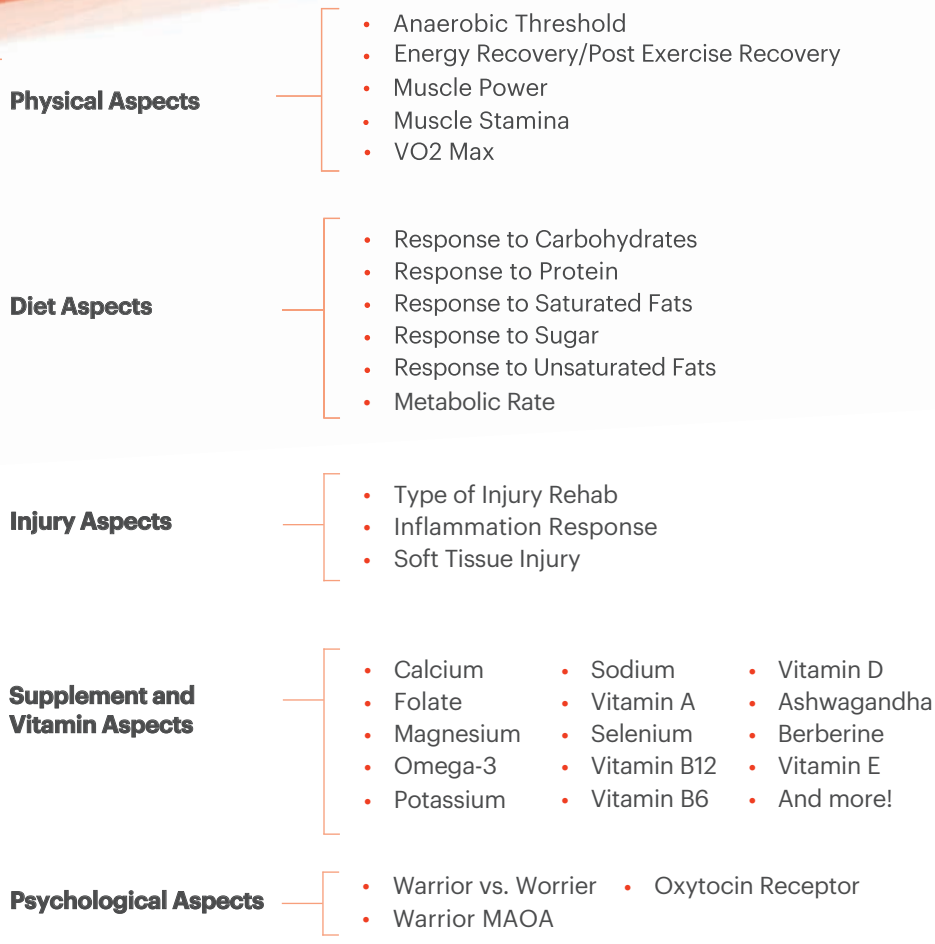 Physical Aspects
• Anaerobic Threshold
• Energy Recovery/Post Exercise Recovery
• Muscle Power
• Muscle Stamina
• VO2 Max
Diet Aspects
• Response to Carbohydrates
• Response to Protein
• Response to Saturated Fats
• Response to Sugar
• Response to Unsaturated Fats
• Metabolic Rate
Injury Aspects
• Type of Injury Rehab
• Inflammation Response
• Soft Tissue Injury
Supplement and
Vitamin Aspects
• Calcium • Sodium • Vitamin D
• Folate • Vitamin A • Ashwagandha
• Magnesium • Selenium • Berberine
• Omega-3 • Vitamin B12 • Vitamin E
• Potassium • Vitamin B6 • And more!
Psychological Aspects
• Warrior vs. Worrier • Oxytocin Receptor
• Warrior MAOA